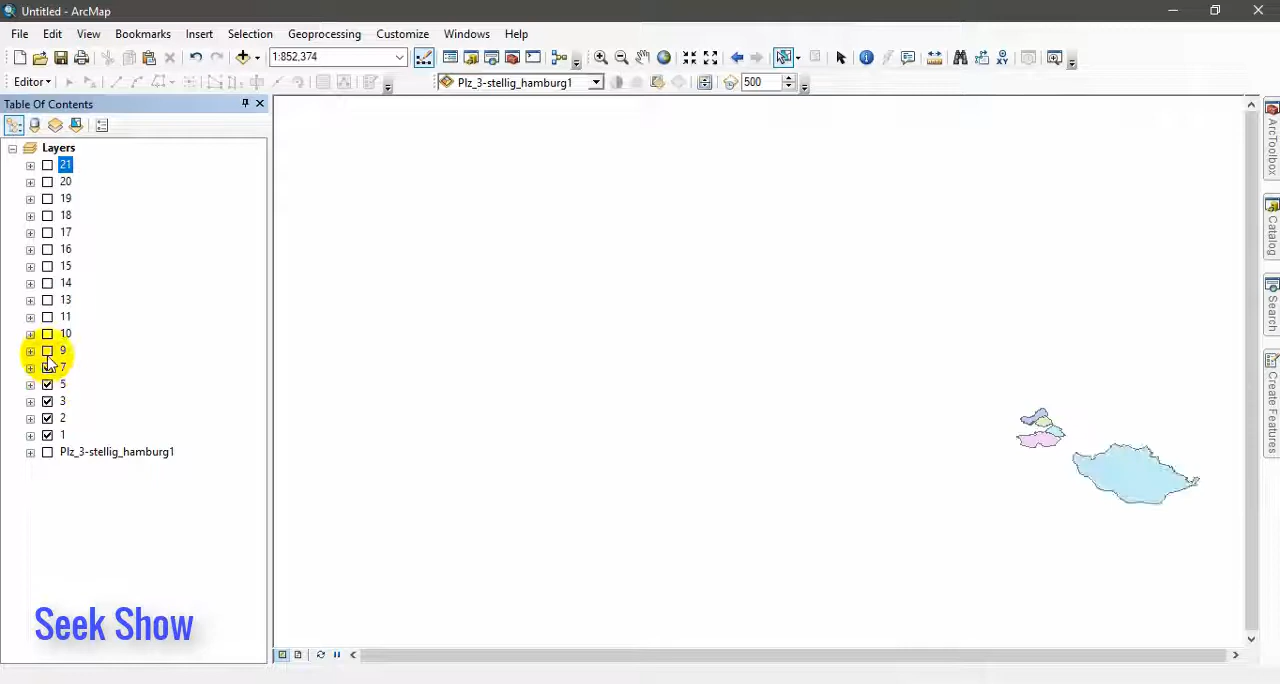 Untitled - ArcMap
File Edit View Bookmarks Insert Selection Geoprocessing Customize Windows Help
1:852,374
Editor Plz_3-stellig_hamburg1 500
Table Of Contents
Layers
21
20
19
18
17
16
15
14
13
11
10
9
7
5
3
2
1
Plz_3-stellig_hamburg1
ArcToolbox
Catalog
Search
Create Features
Seek Show